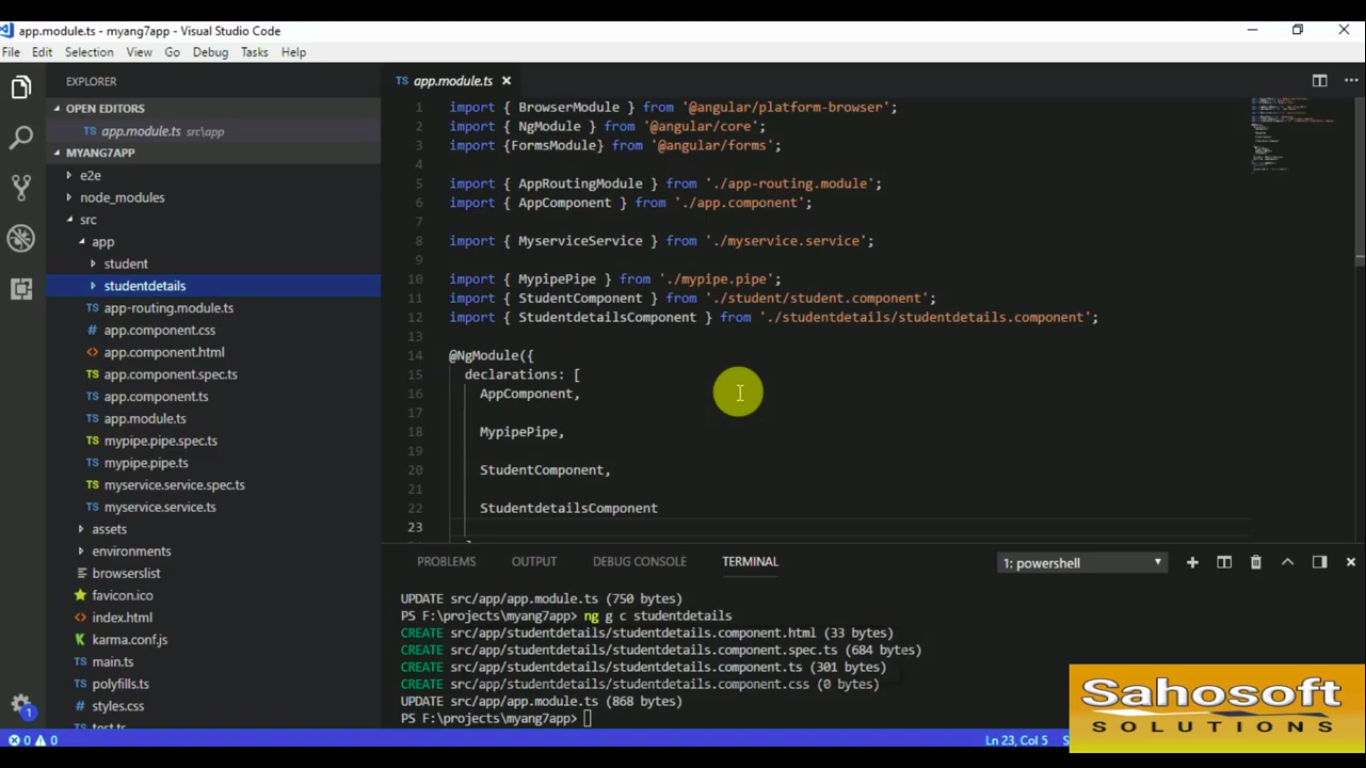 app.module.ts - myang7app - Visual Studio Code
File Edit Selection View Go Debug Tasks Help
EXPLORER
OPEN EDITORS
TS app.module.ts src\app
MYANG7APP
e2e
node_modules
src
app
student
studentdetails
TS app-routing.module.ts
# app.component.css
<> app.component.html
TS app.component.spec.ts
TS app.component.ts
TS app.module.ts
TS mypipe.pipe.spec.ts
TS mypipe.pipe.ts
TS myservice.service.spec.ts
TS myservice.service.ts
assets
environments
browserslist
favicon.ico
<> index.html
karma.conf.js
TS main.ts
TS polyfills.ts
# styles.css
TS test.ts
TS app.module.ts
1 import { BrowserModule } from '@angular/platform-browser';
2 import { NgModule } from '@angular/core';
3 import {FormsModule} from '@angular/forms';
4
5 import { AppRoutingModule } from './app-routing.module';
6 import { AppComponent } from './app.component';
7
8 import { MyserviceService } from './myservice.service';
9
10 import { MypipePipe } from './mypipe.pipe';
11 import { StudentComponent } from './student/student.component';
12 import { StudentdetailsComponent } from './studentdetails/studentdetails.component';
13
14 @NgModule({
15 declarations: [
16 AppComponent,
17
18 MypipePipe,
19
20 StudentComponent,
21
22 StudentdetailsComponent
23
PROBLEMS OUTPUT DEBUG CONSOLE TERMINAL 1: powershell
UPDATE src/app/app.module.ts (750 bytes)
PS F:\projects\myang7app> ng g c studentdetails
CREATE src/app/studentdetails/studentdetails.component.html (33 bytes)
CREATE src/app/studentdetails/studentdetails.component.spec.ts (684 bytes)
CREATE src/app/studentdetails/studentdetails.component.ts (301 bytes)
CREATE src/app/studentdetails/studentdetails.component.css (0 bytes)
UPDATE src/app/app.module.ts (868 bytes)
PS F:\projects\myang7app>
1
0 0 Ln 23, Col 5
Sahosoft
SOLUTIONS